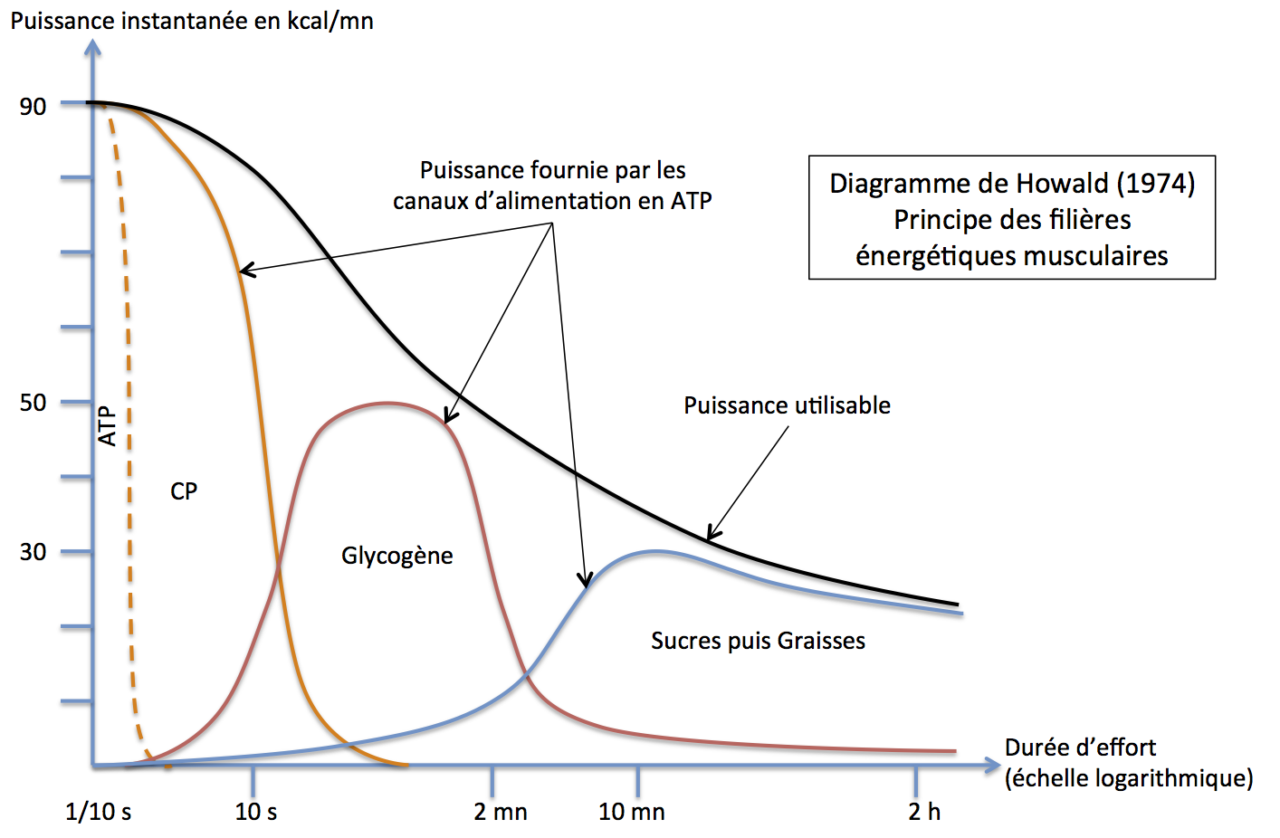 Puissance instantanée en kcal/mn
90
Puissance fournie par les
canaux d’alimentation en ATP
Diagramme de Howald (1974)
Principe des filières
énergétiques musculaires
50
Puissance utilisable
ATP
CP
30
Glycogène
Sucres puis Graisses
Durée d’effort
(échelle logarithmique)
1/10 s
10 s
2 mn
10 mn
2 h